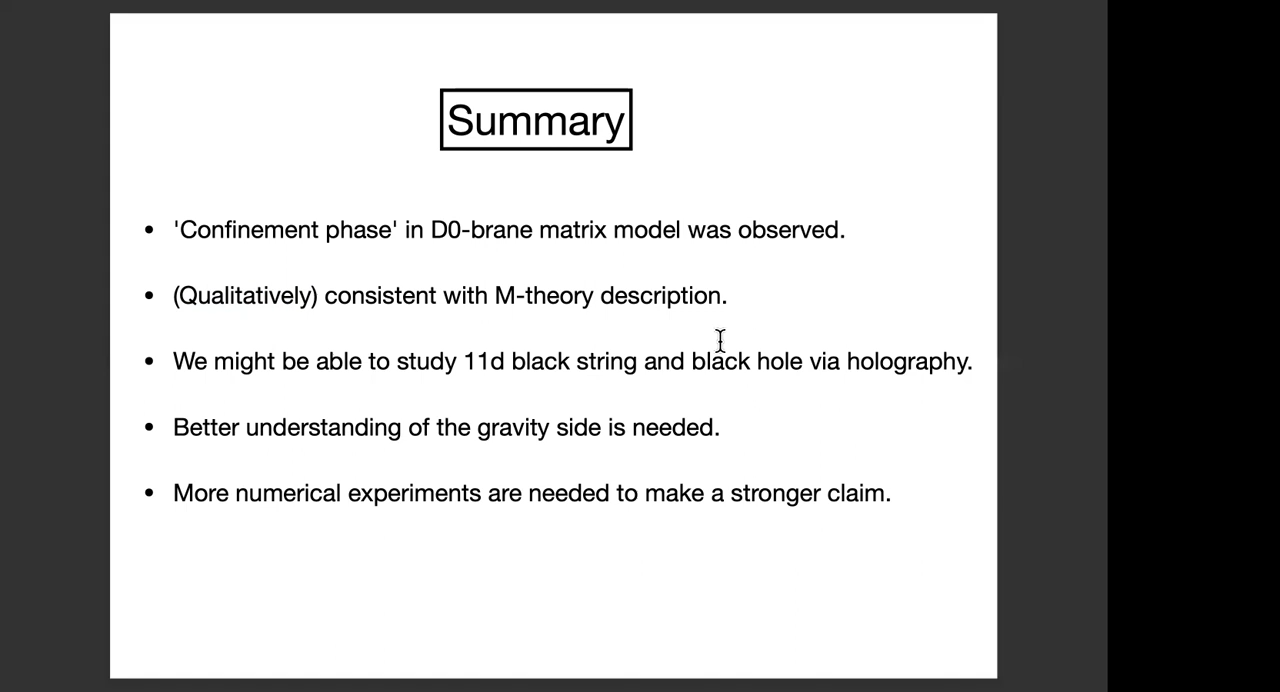 Summary
• 'Confinement phase' in D0-brane matrix model was observed.
• (Qualitatively) consistent with M-theory description.
• We might be able to study 11d black string and black hole via holography.
• Better understanding of the gravity side is needed.
• More numerical experiments are needed to make a stronger claim.